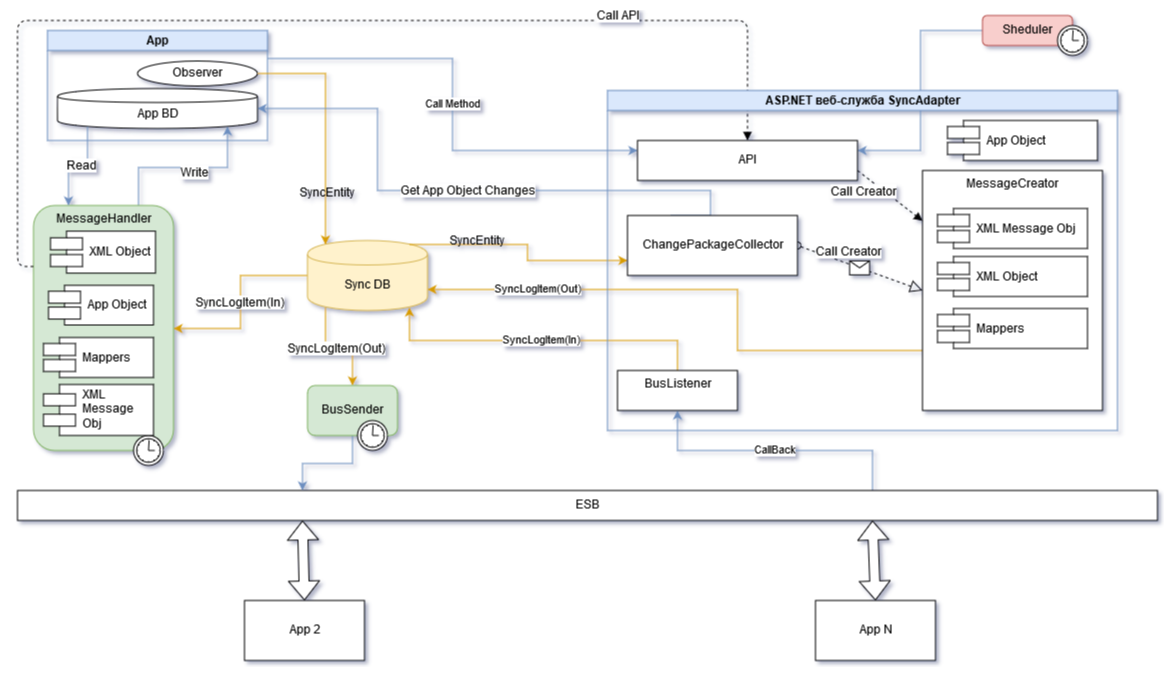 Call API
App
Sheduler
Observer
App BD
Call Method
ASP.NET веб-служба SyncAdapter
API
App Object
Read
Write
SyncEntity
Get App Object Changes
Call Creator
MessageCreator
MessageHandler
XML Object
App Object
Mappers
XML
Message
Obj
SyncEntity
ChangePackageCollector
Call Creator
XML Message Obj
XML Object
Mappers
Sync DB
SyncLogItem(In)
SyncLogItem(Out)
SyncLogItem(Out)
SyncLogItem(In)
BusListener
BusSender
CallBack
ESB
App 2
App N